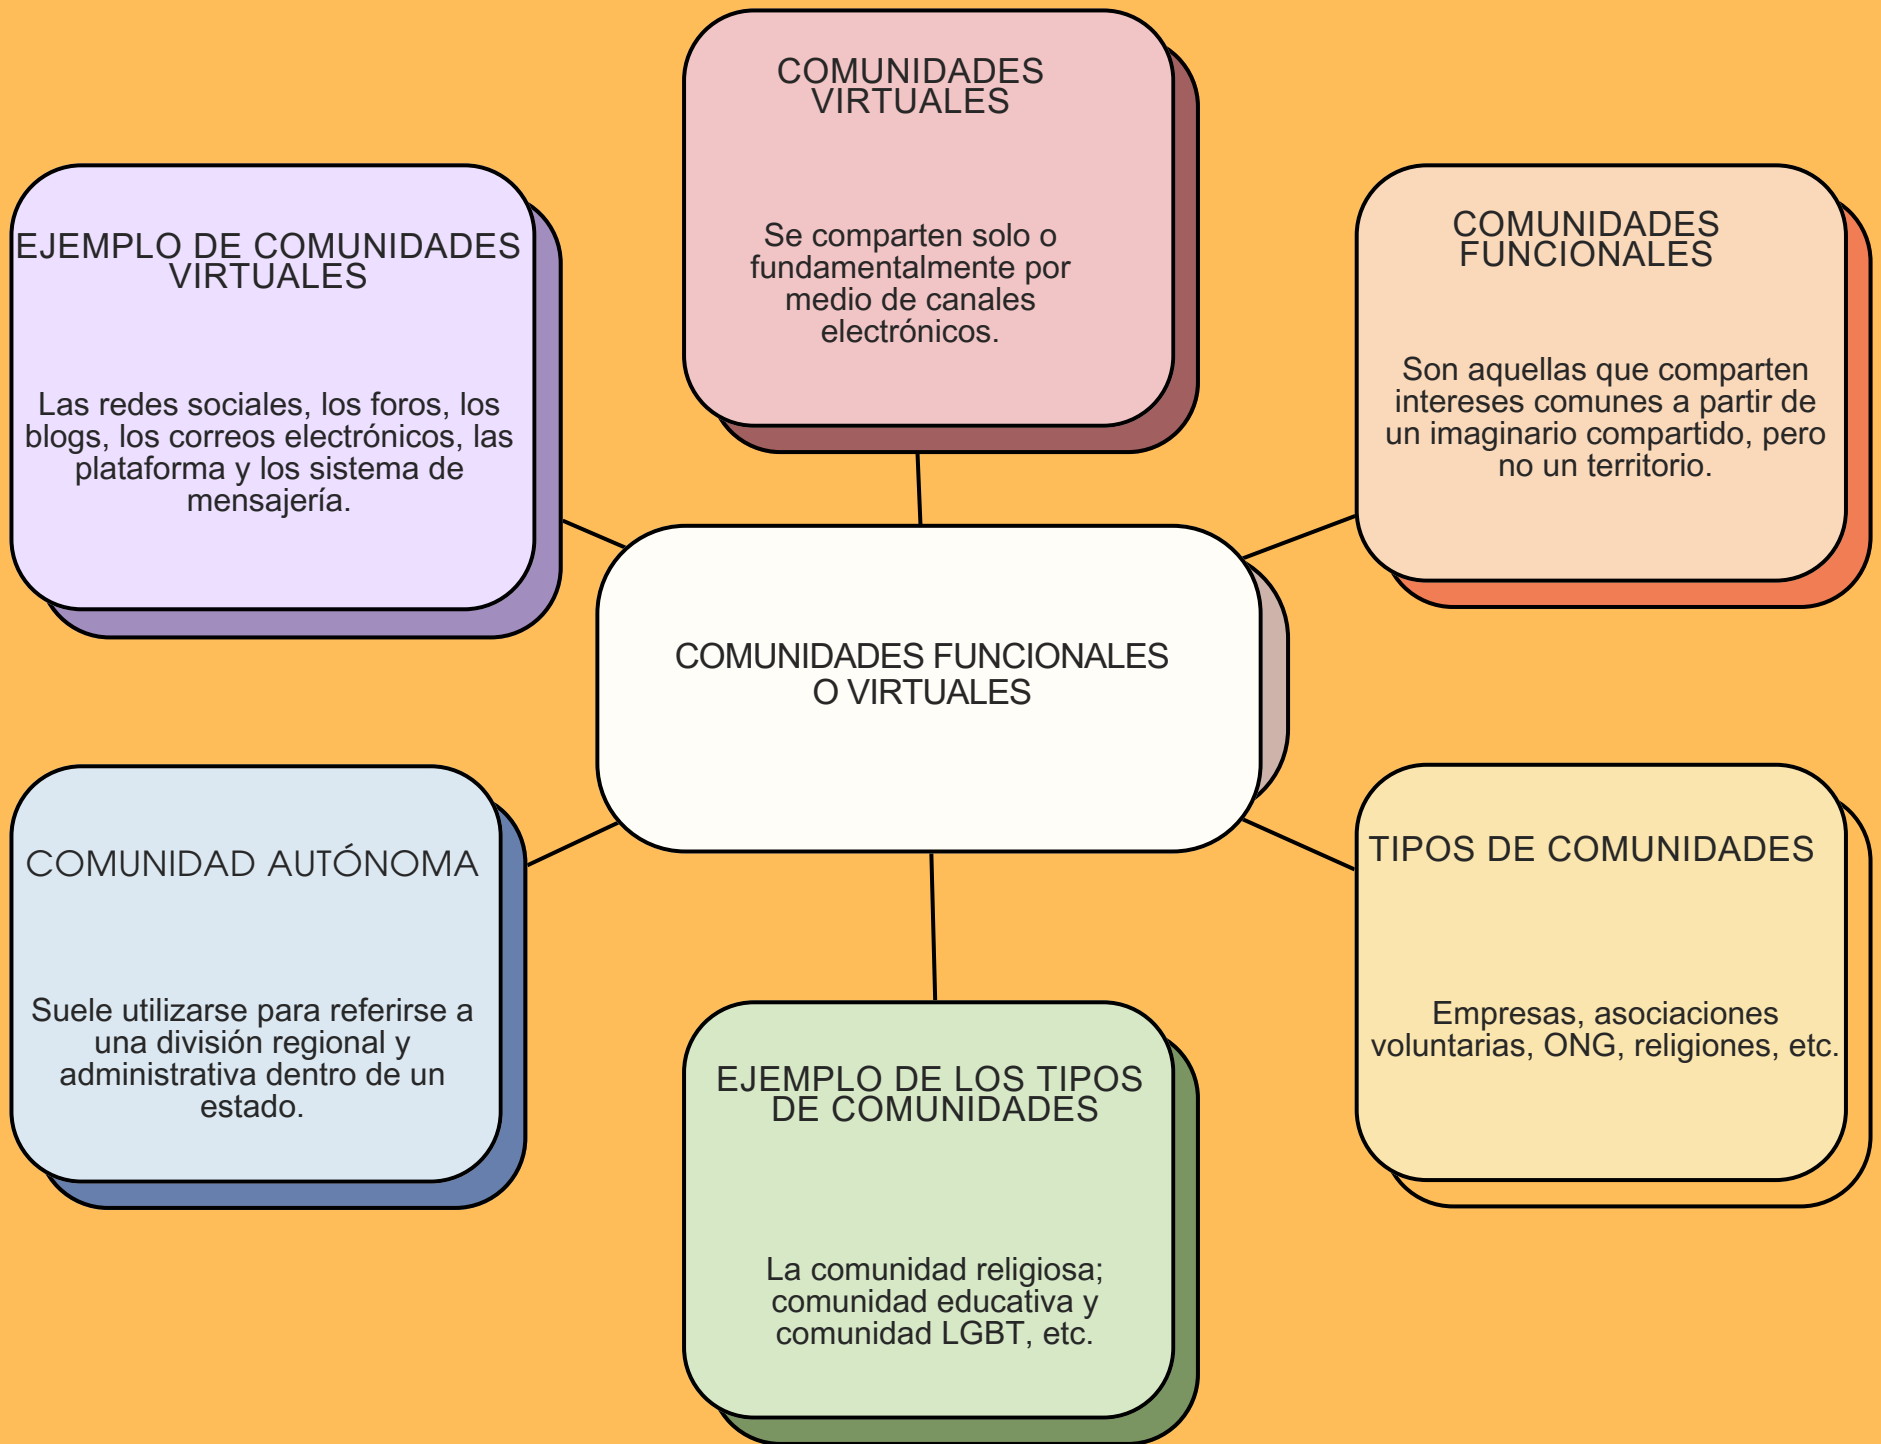 COMUNIDADES
VIRTUALES
Se comparten solo o
fundamentalmente por
medio de canales
electrónicos.
EJEMPLO DE COMUNIDADES
VIRTUALES
Las redes sociales, los foros, los
blogs, los correos electrónicos, las
plataforma y los sistema de
mensajería.
COMUNIDADES
FUNCIONALES
Son aquellas que comparten
intereses comunes a partir de
un imaginario compartido, pero
no un territorio.
COMUNIDADES FUNCIONALES
O VIRTUALES
COMUNIDAD AUTÓNOMA
Suele utilizarse para referirse a
una división regional y
administrativa dentro de un
estado.
TIPOS DE COMUNIDADES
Empresas, asociaciones
voluntarias, ONG, religiones, etc.
EJEMPLO DE LOS TIPOS
DE COMUNIDADES
La comunidad religiosa;
comunidad educativa y
comunidad LGBT, etc.